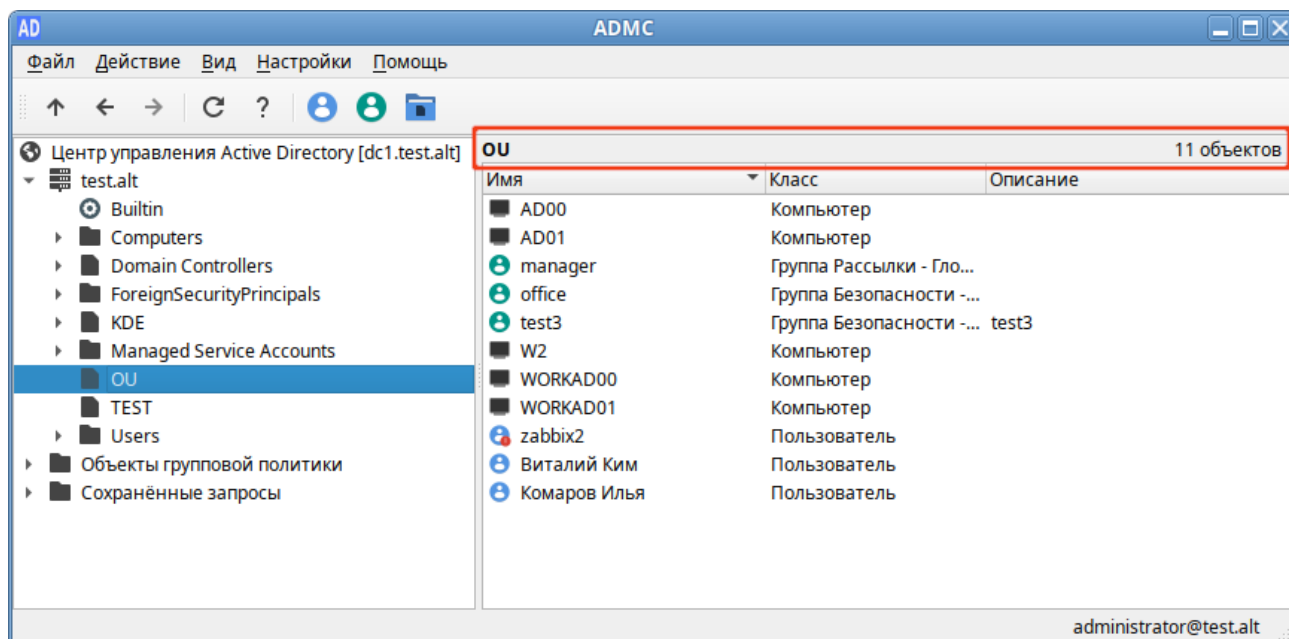 AD ADMC
Файл Действие Вид Настройки Помощь
?
Центр управления Active Directory [dc1.test.alt]
test.alt
Builtin
Computers
Domain Controllers
ForeignSecurityPrincipals
KDE
Managed Service Accounts
OU
TEST
Users
Объекты групповой политики
Сохранённые запросы
OU 11 объектов
Имя Класс Описание
AD00 Компьютер
AD01 Компьютер
manager Группа Рассылки - Гло...
office Группа Безопасности -...
test3 Группа Безопасности -... test3
W2 Компьютер
WORKAD00 Компьютер
WORKAD01 Компьютер
zabbix2 Пользователь
Виталий Ким Пользователь
Комаров Илья Пользователь
administrator@test.alt